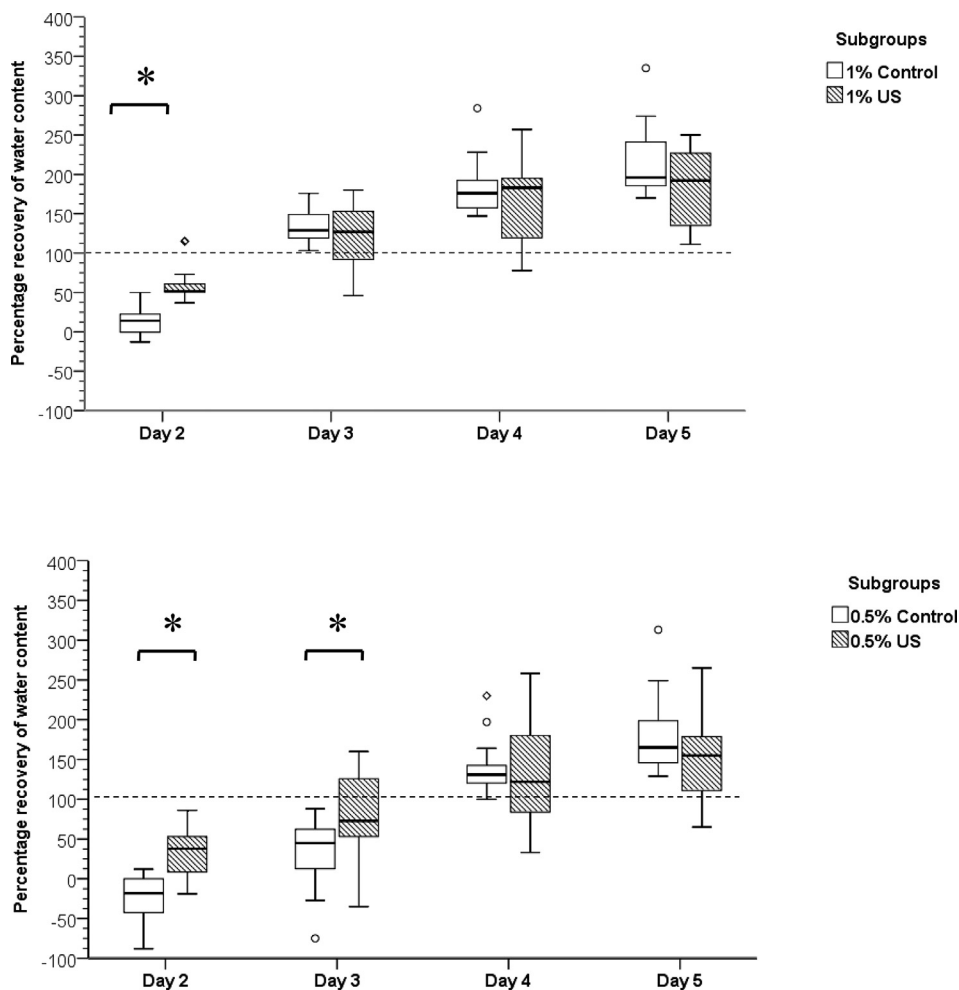 Percentage recovery of water content
400
350
300
250
200
150
100
50
0
-50
-100
*
Day 2
Day 3
Day 4
Day 5
Subgroups
1% Control
1% US
Percentage recovery of water content
400
350
300
250
200
150
100
50
0
-50
-100
*
*
Day 2
Day 3
Day 4
Day 5
Subgroups
0.5% Control
0.5% US